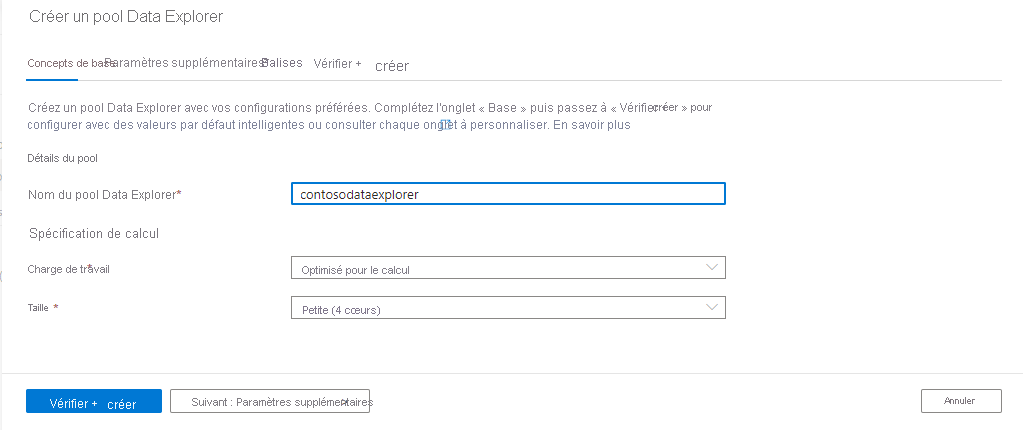 Créer un pool Data Explorer
Concepts de base Paramètres supplémentaires * Balises Vérifier + créer
Créez un pool Data Explorer avec vos configurations préférées. Complétez l'onglet « Base » puis passez à « Vérifier + créer » pour
configurer avec des valeurs par défaut intelligentes ou consulter chaque onglet à personnaliser. En savoir plus
Détails du pool
Nom du pool Data Explorer* contosodataexplorer
Spécification de calcul
Charge de travail * Optimisé pour le calcul
Taille * Petite (4 cœurs)
Vérifier + créer Suivant : Paramètres supplémentaires > Annuler